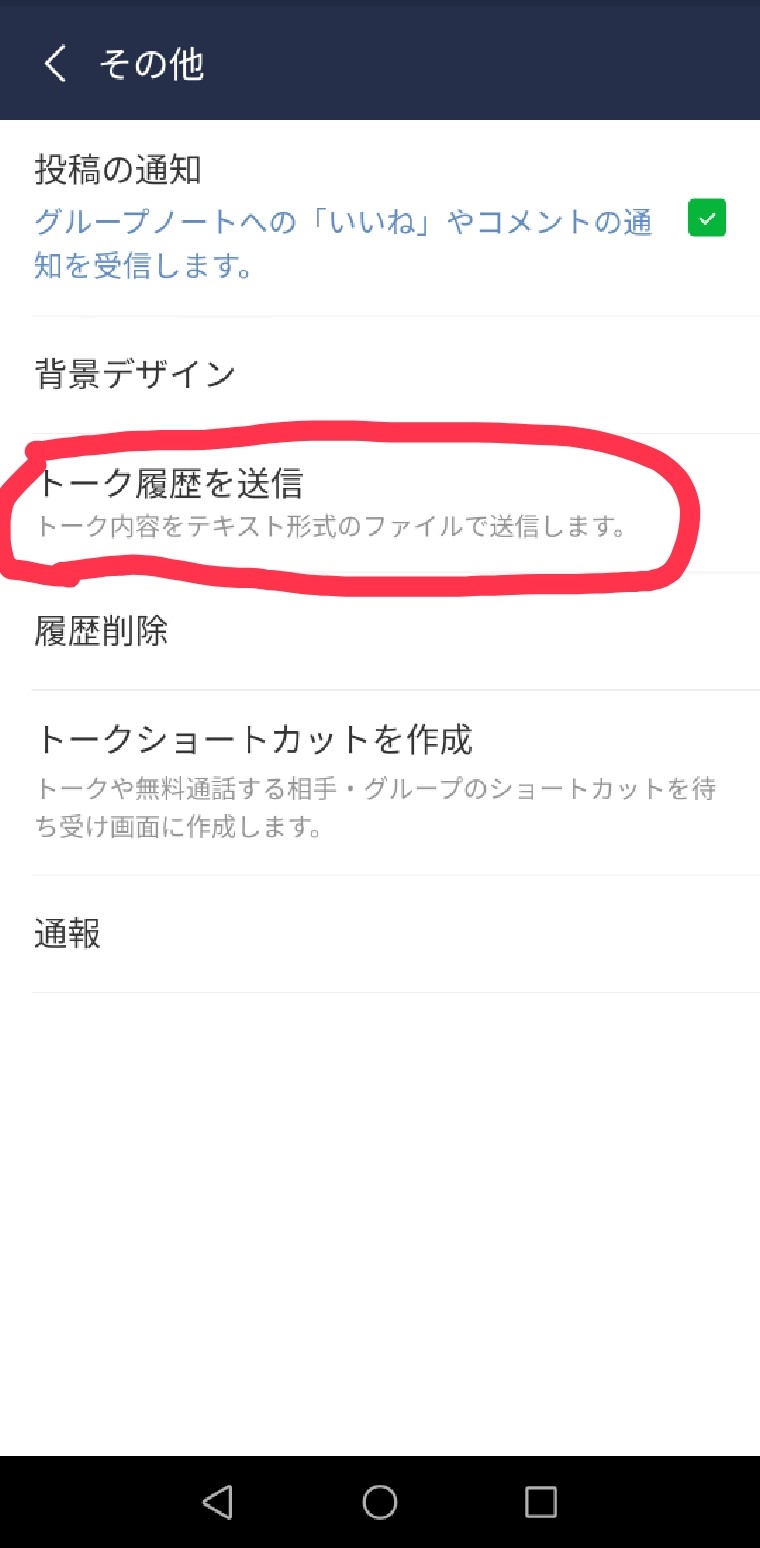 その他
投稿の通知
グループノートへの「いいね」やコメントの通
知を受信します。
背景デザイン
トーク履歴を送信
トーク内容をテキスト形式のファイルで送信します。
履歴削除
トークショートカットを作成
トークや無料通話する相手・グループのショートカットを待
ち受け画面に作成します。
通報